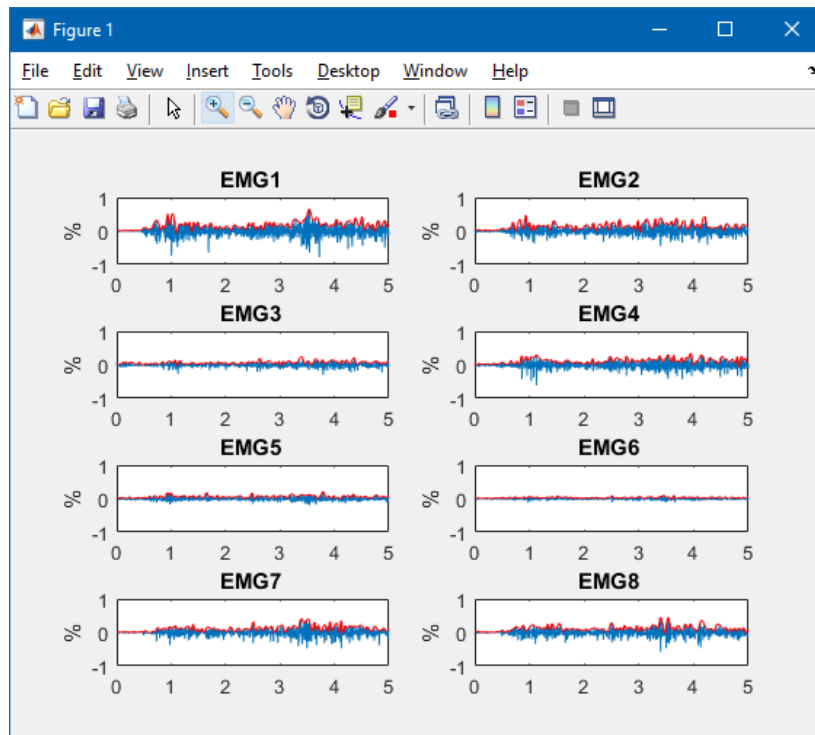 Figure 1
File Edit View Insert Tools Desktop Window Help
EMG1 EMG2
1 1
% 0 % 0
-1 -1
0 1 2 3 4 5 0 1 2 3 4 5
EMG3 EMG4
1 1
% 0 % 0
-1 -1
0 1 2 3 4 5 0 1 2 3 4 5
EMG5 EMG6
1 1
% 0 % 0
-1 -1
0 1 2 3 4 5 0 1 2 3 4 5
EMG7 EMG8
1 1
% 0 % 0
-1 -1
0 1 2 3 4 5 0 1 2 3 4 5